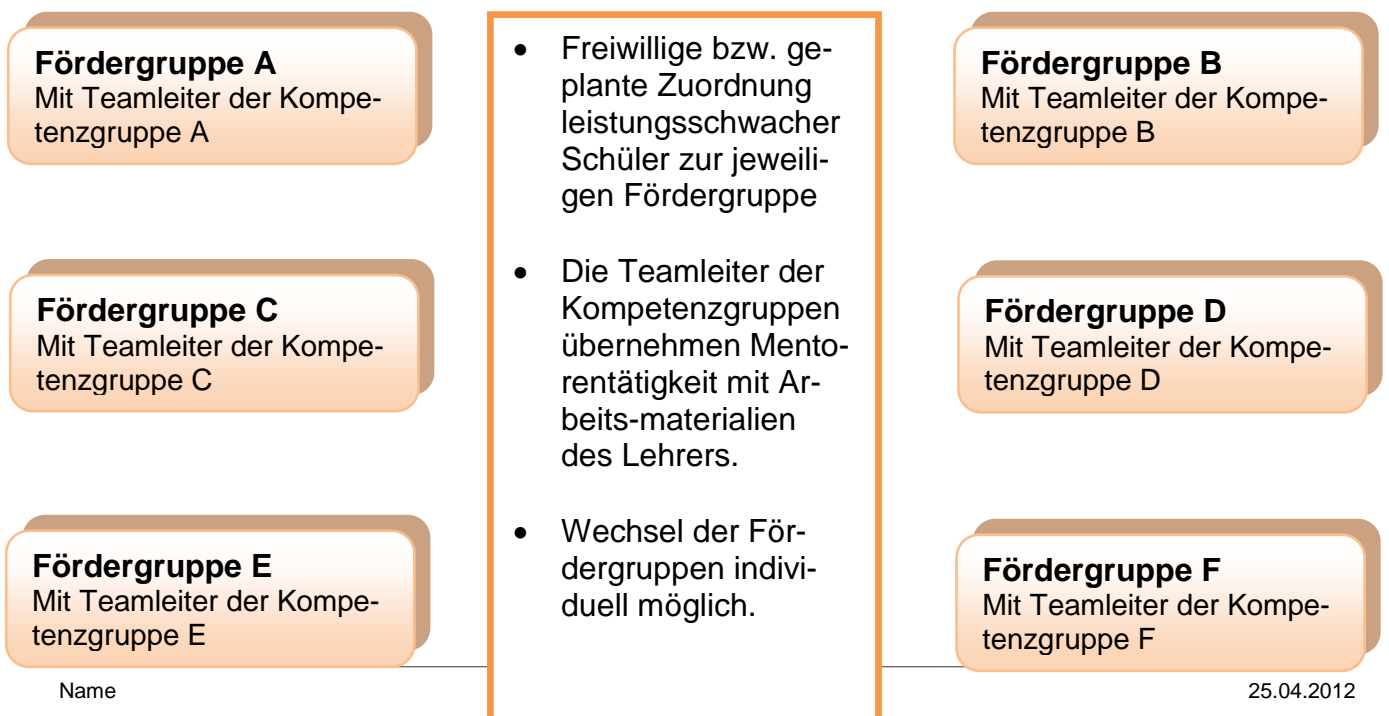 Fördergruppe A
Mit Teamleiter der Kompe-
tenzgruppe A
Fördergruppe C
Mit Teamleiter der Kompe-
tenzgruppe C
Fördergruppe E
Mit Teamleiter der Kompe-
tenzgruppe E
• Freiwillige bzw. ge-
plante Zuordnung
leistungsschwacher
Schüler zur jeweili-
gen Fördergruppe
• Die Teamleiter der
Kompetenzgruppen
übernehmen Mento-
rentätigkeit mit Ar-
beits-materialien
des Lehrers.
• Wechsel der För-
dergruppen indivi-
duell möglich.
Fördergruppe B
Mit Teamleiter der Kompe-
tenzgruppe B
Fördergruppe D
Mit Teamleiter der Kompe-
tenzgruppe D
Fördergruppe F
Mit Teamleiter der Kompe-
tenzgruppe F
Name
25.04.2012